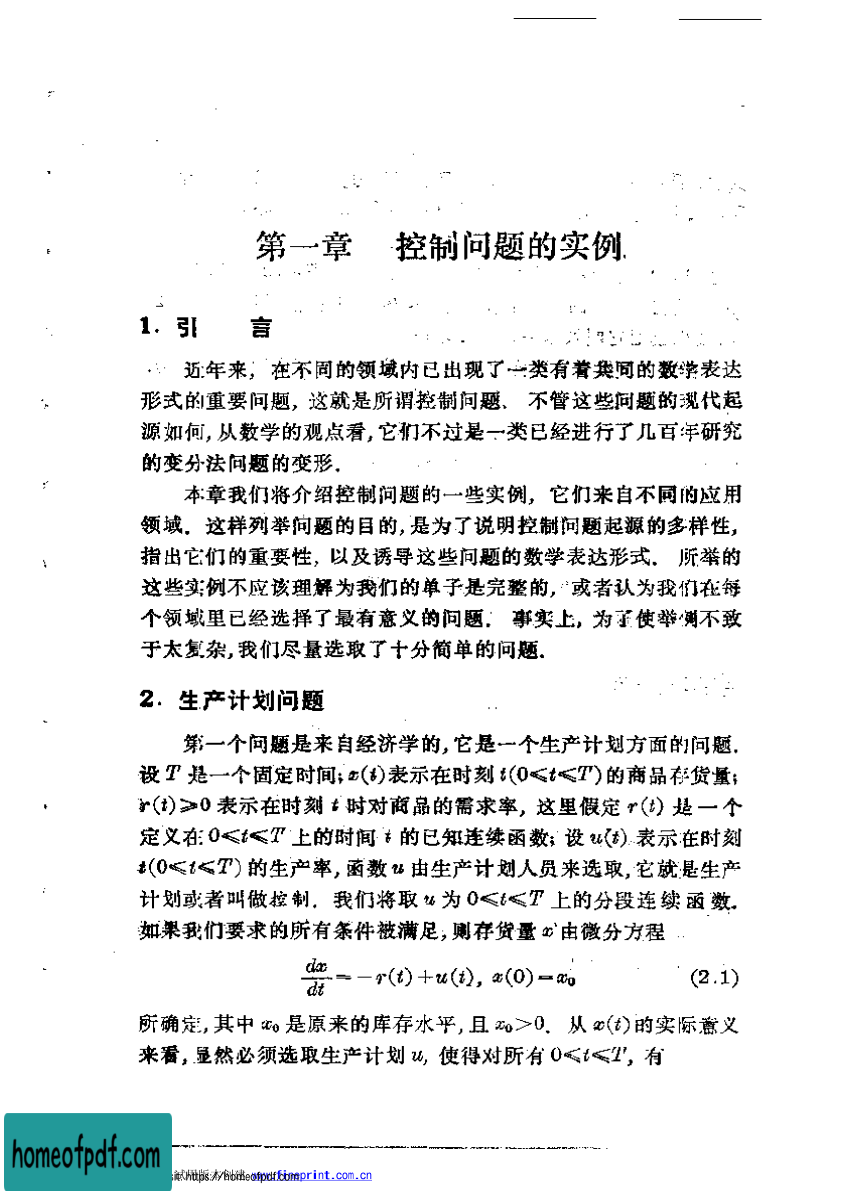 第一章 控制问题的实例
1. 引 言
近年来, 在不同的领域内已出现了一类有着共同的数学表达
形式的重要问题, 这就是所谓控制问题. 不管这些问题的现代起
源如何, 从数学的观点看, 它们不过是一类已经进行了几百年研究
的变分法问题的变形.
本章我们将介绍控制问题的一些实例, 它们来自不同的应用
领域. 这样列举问题的目的, 是为了说明控制问题起源的多样性,
指出它们的重要性, 以及诱导这些问题的数学表达形式. 所举的
这些实例不应该理解为我们的单子是完整的, 或者认为我们在每
个领域里已经选择了最有意义的问题. 事实上, 为了使举例不致
于太复杂, 我们尽量选取了十分简单的问题.
2. 生产计划问题
第一个问题是来自经济学的, 它是一个生产计划方面的问题.
设 T 是一个固定时间; x(t)表示在时刻 t(0≤t≤T)的商品存货量;
r(t)≥0 表示在时刻 t 时对商品的需求率, 这里假定 r(t) 是一个
定义在 0≤t≤T 上的时间 t 的已知连续函数; 设 u(t) 表示在时刻
t(0≤t≤T) 的生产率, 函数 u 由生产计划人员来选取, 它就是生产
计划或者叫做控制. 我们将取 u 为 0≤t≤T 上的分段连续函数.
如果我们要求的所有条件被满足, 则存货量 x 由微分方程
dx/dt = -r(t)+u(t), x(0)=x₀ (2.1)
所确定, 其中 x₀ 是原来的库存水平, 且 x₀>0. 从 x(t)的实际意义
来看, 显然必须选取生产计划 u, 使得对所有 0≤t≤T, 有
homeofpdf.com
https://homeofpdf.com